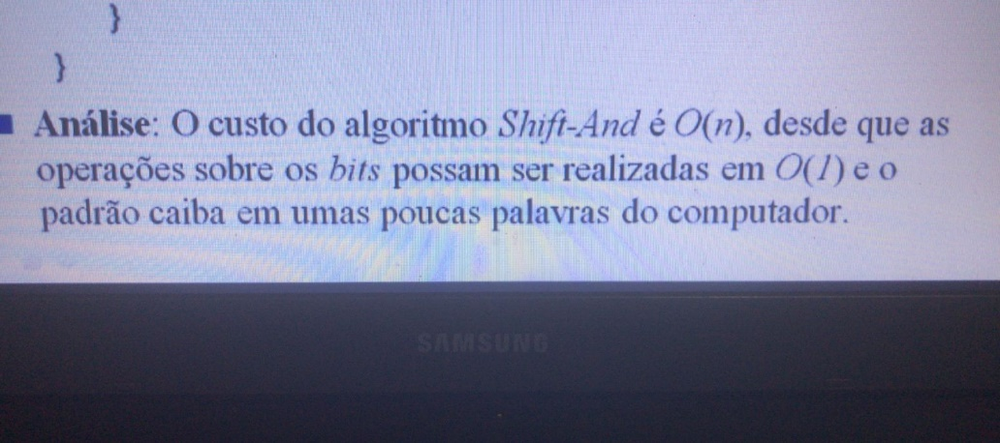 }
}
Análise: O custo do algoritmo Shift-And é O(n), desde que as
operações sobre os bits possam ser realizadas em O(1) e o
padrão caiba em umas poucas palavras do computador.
SAMSUNG